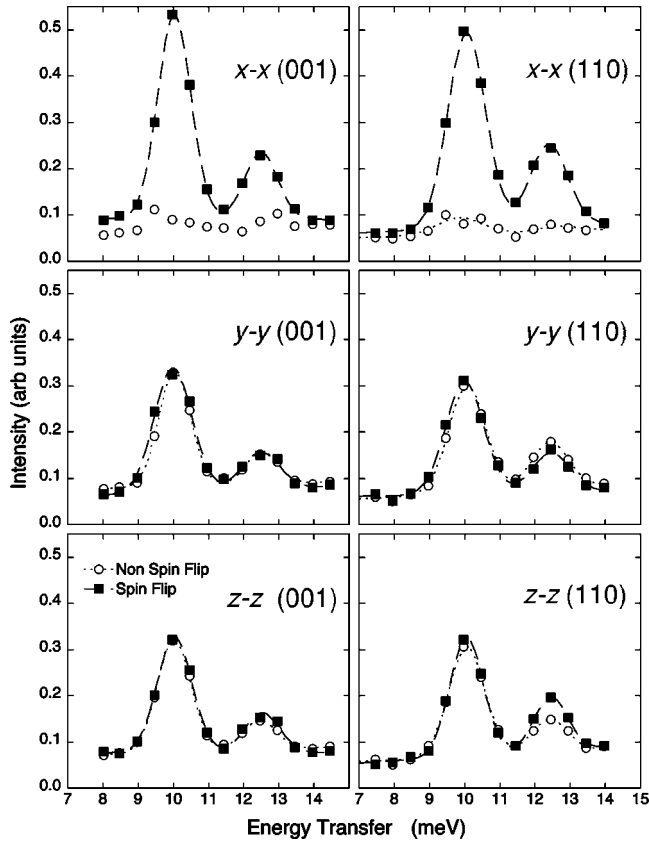 0.5
0.4
0.3
0.2
0.1
0.0
x-x (001)
x-x (110)
0.4
0.3
0.2
0.1
0.0
y-y (001)
y-y (110)
Intensity (arb units)
0.5
0.4
0.3
0.2
0.1
0.0
Non Spin Flip
Spin Flip
z-z (001)
z-z (110)
7 8 9 10 11 12 13 14 7 8 9 10 11 12 13 14 15
Energy Transfer (meV)